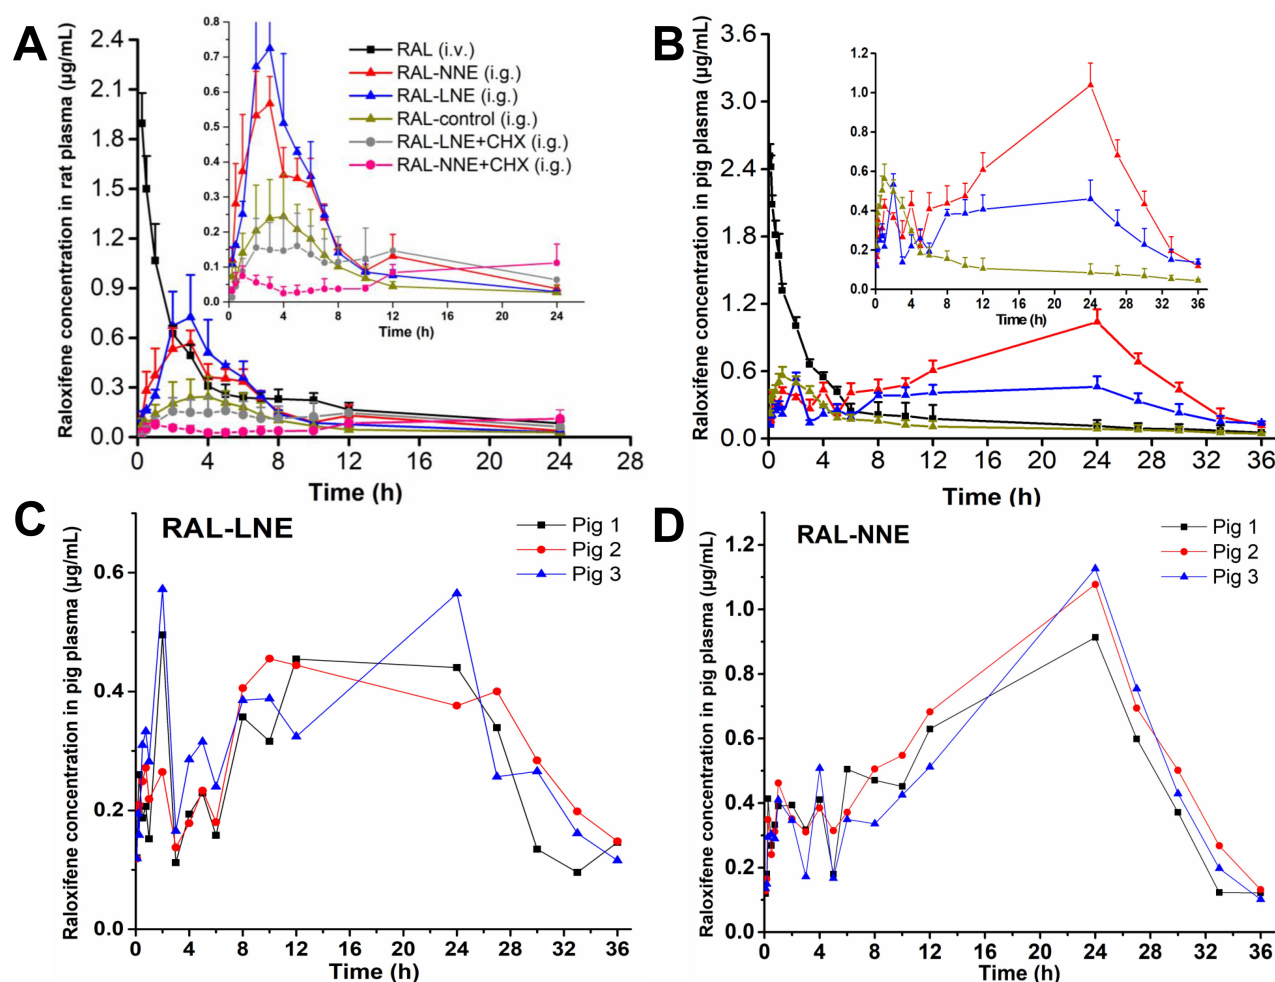 A
Raloxifene concentration in rat plasma (µg/mL)
2.4
2.1
1.8
1.5
1.2
0.9
0.6
0.3
0.0
0 4 8 12 16 20 24 28
Time (h)
0.8
0.7
0.6
0.5
0.4
0.3
0.2
0.1
0.0
0 4 8 12 16 20 24
Time (h)
RAL (i.v.)
RAL-NNE (i.g.)
RAL-LNE (i.g.)
RAL-control (i.g.)
RAL-LNE+CHX (i.g.)
RAL-NNE+CHX (i.g.)
B
Raloxifene concentration in pig plasma (µg/mL)
3.6
3.0
2.4
1.8
1.2
0.6
0.0
0 4 8 12 16 20 24 28 32 36
Time (h)
1.2
1.0
0.8
0.6
0.4
0.2
0.0
0 4 8 12 16 20 24 28 32 36
Time (h)
C
RAL-LNE
Pig 1
Pig 2
Pig 3
Raloxifene concentration in pig plasma (µg/mL)
0.6
0.4
0.2
0.0
0 4 8 12 16 20 24 28 32 36
Time (h)
D
RAL-NNE
Pig 1
Pig 2
Pig 3
Raloxifene concentration in pig plasma (µg/mL)
1.2
1.0
0.8
0.6
0.4
0.2
0.0
0 4 8 12 16 20 24 28 32 36
Time (h)